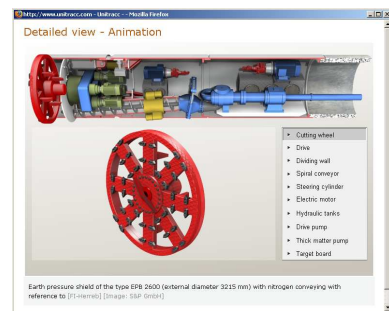 http://www.unitracc.com - Unitracc - - Mozilla Firefox
Detailed view - Animation
Cutting wheel
Drive
Dividing wall
Spiral conveyor
Steering cylinder
Electric motor
Hydraulic tanks
Drive pump
Thick matter pump
Target board
Earth pressure shield of the type EPB 2600 (external diameter 3215 mm) with nitrogen conveying with
reference to [FI-Herreb] [Image: S&P GmbH]